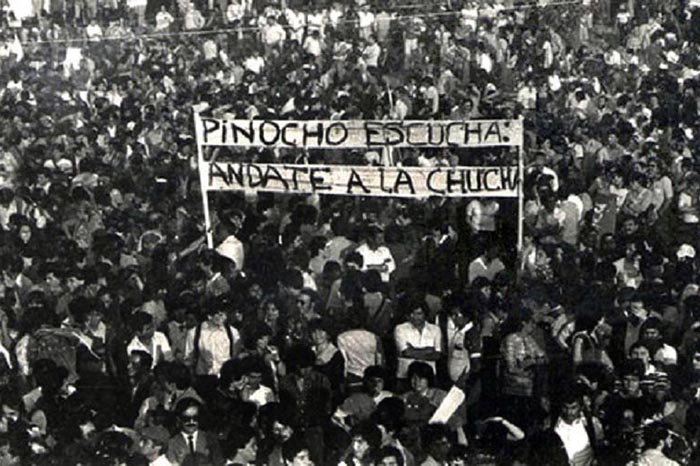 PINOCHO ESCUCHA:
ANDATE A LA CHUCHA